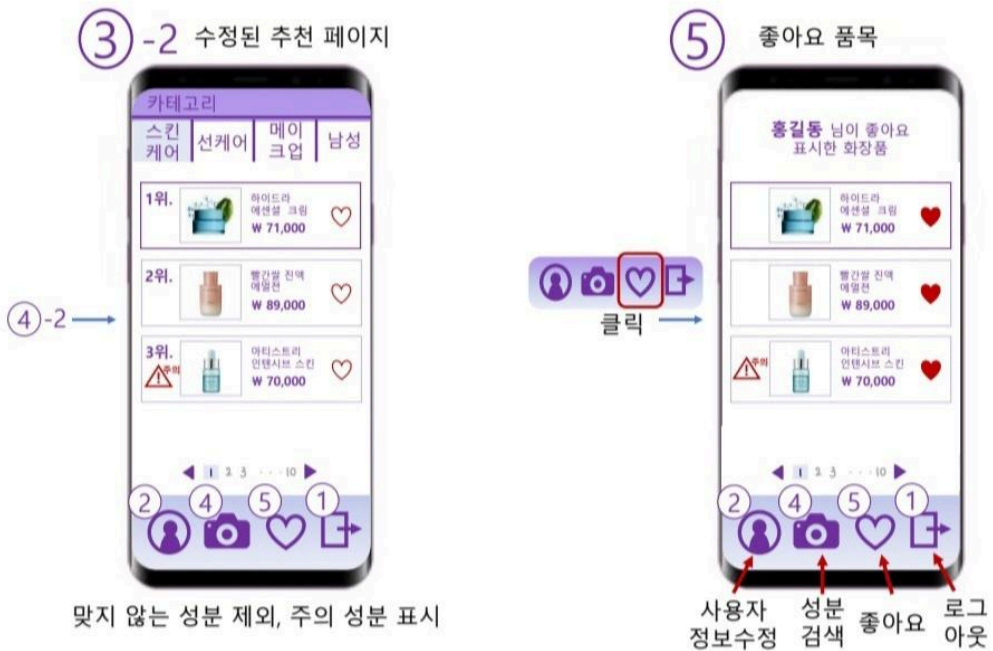 ③-2 수정된 추천 페이지
카테고리
스킨
케어
선케어
메이
크업
남성
1위.
하이드라
에센셜 크림
₩ 71,000
2위.
빨간쌀 진액
에멀젼
₩ 89,000
3위.
주의
아티스트리
인텐시브 스킨
₩ 70,000
④-2
1 2 3 ··· 10
② ④ ⑤ ①
맞지 않는 성분 제외, 주의 성분 표시
⑤ 좋아요 품목
홍길동 님이 좋아요
표시한 화장품
하이드라
에센셜 크림
₩ 71,000
빨간쌀 진액
에멀젼
₩ 89,000
주의
아티스트리
인텐시브 스킨
₩ 70,000
클릭
1 2 3 ··· 10
② ④ ⑤ ①
사용자
정보수정
성분
검색
좋아요
로그
아웃